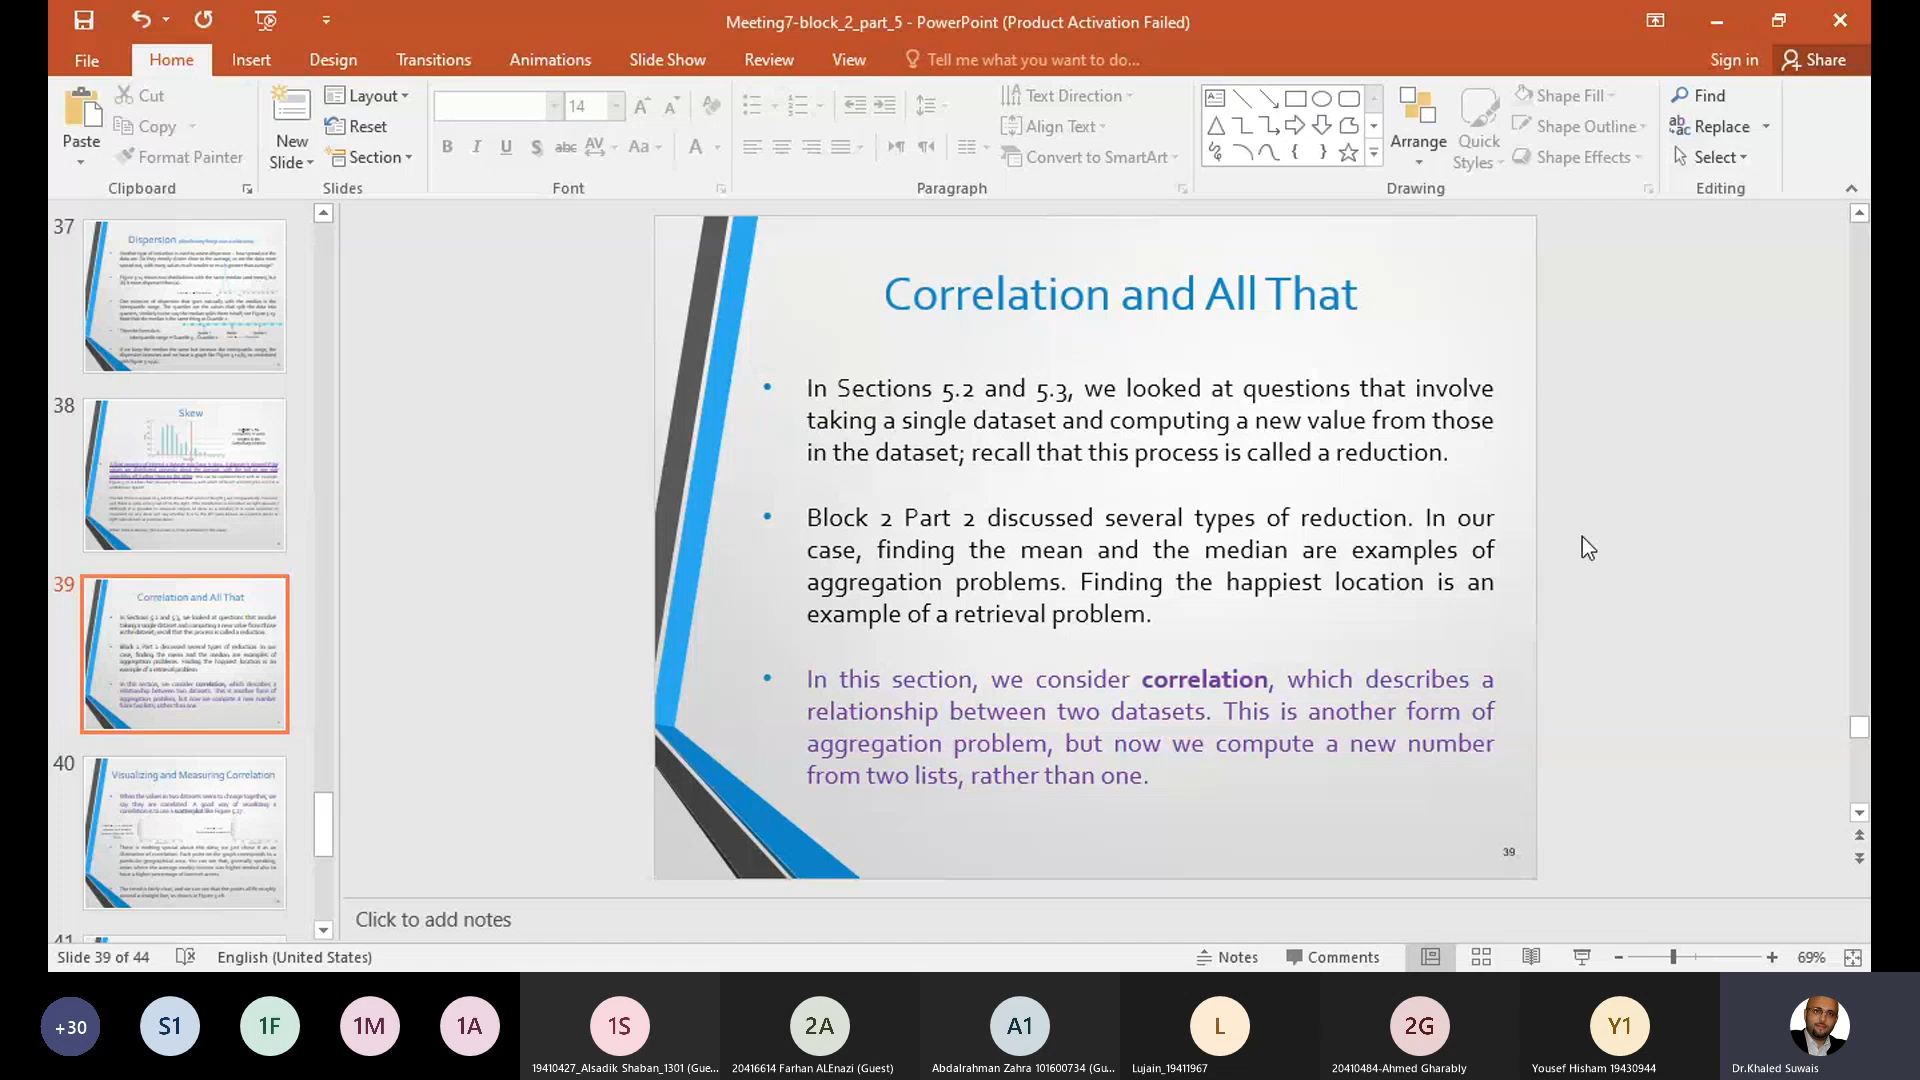 Meeting7-block_2_part_5 - PowerPoint (Product Activation Failed)
File Home Insert Design Transitions Animations Slide Show Review View Tell me what you want to do... Sign in Share
Cut
Copy
Format Painter
Paste
Clipboard
New
Slide
Layout
Reset
Section
Slides
14
Font
Text Direction
Align Text
Convert to SmartArt
Paragraph
Arrange
Quick
Styles
Shape Fill
Shape Outline
Shape Effects
Drawing
Find
Replace
Select
Editing
37
Dispersion
38
Skew
39
Correlation and All That
40
Visualizing and Measuring Correlation
41
Correlation and All That
• In Sections 5.2 and 5.3, we looked at questions that involve
taking a single dataset and computing a new value from those
in the dataset; recall that this process is called a reduction.
• Block 2 Part 2 discussed several types of reduction. In our
case, finding the mean and the median are examples of
aggregation problems. Finding the happiest location is an
example of a retrieval problem.
• In this section, we consider correlation, which describes a
relationship between two datasets. This is another form of
aggregation problem, but now we compute a new number
from two lists, rather than one.
39
Click to add notes
Slide 39 of 44 English (United States) Notes Comments 69%
+30 S1 1F 1M 1A 1S 2A A1 L 2G Y1
19410427_Alsadik Shaban_1301 (Gue... 20416614 Farhan ALEnazi (Guest) Abdalrahman Zahra 101600734 (Gu... Lujain_19411967 20410484-Ahmed Gharably Yousef Hisham 19430944 Dr.Khaled Suwais